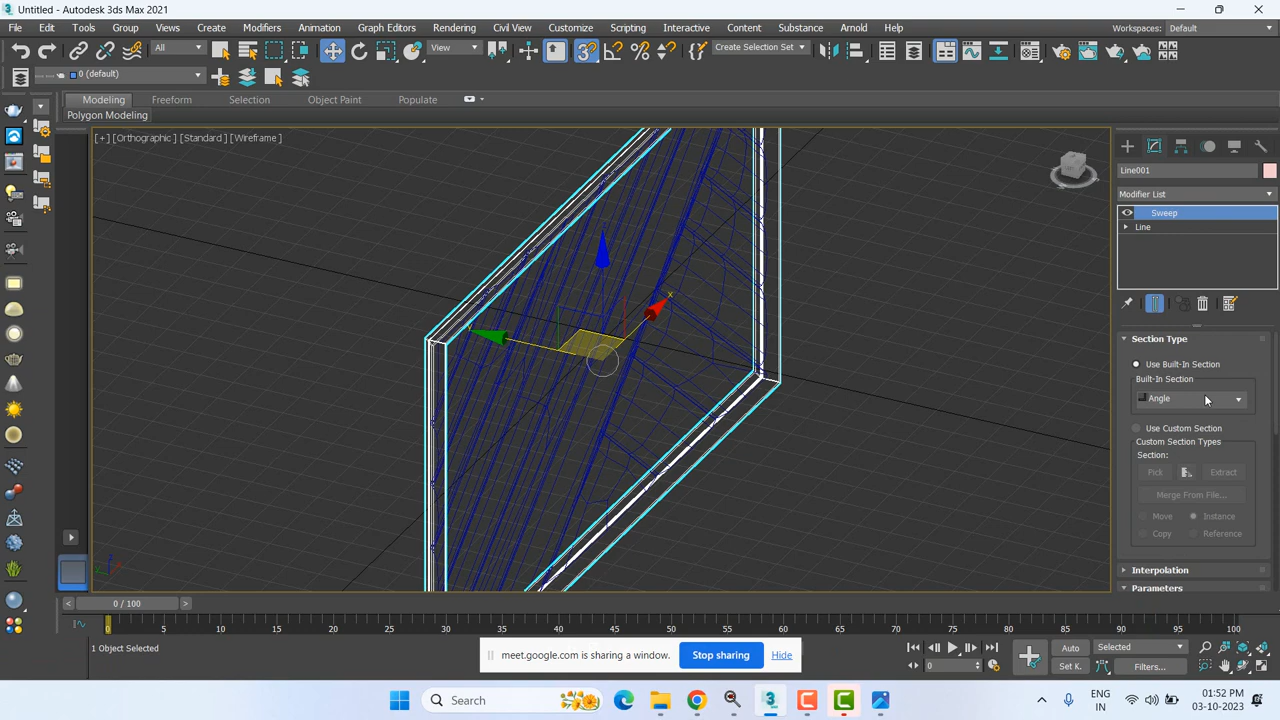 Untitled - Autodesk 3ds Max 2021
File Edit Tools Group Views Create Modifiers Animation Graph Editors Rendering Civil View Customize Scripting Interactive Content Substance Arnold Help Workspaces: Default
All View Create Selection Set
0 (default)
Modeling Freeform Selection Object Paint Populate
Polygon Modeling
[+] [Orthographic ] [Standard ] [Wireframe ]
Line001
Modifier List
Sweep
Line
Section Type
Use Built-In Section
Built-In Section
Angle
Use Custom Section
Custom Section Types
Section:
Pick Extract
Merge From File...
Move Instance
Copy Reference
Interpolation
Parameters
x
y
< 0 / 100 >
0 5 10 15 20 25 30 35 40 45 50 55 60 65 70 75 80 85 90 95 100
1 Object Selected
meet.google.com is sharing a window. Stop sharing Hide
0
Auto Selected
Set K. Filters...
Search
3
MAX
ENG
IN
01:52 PM
03-10-2023